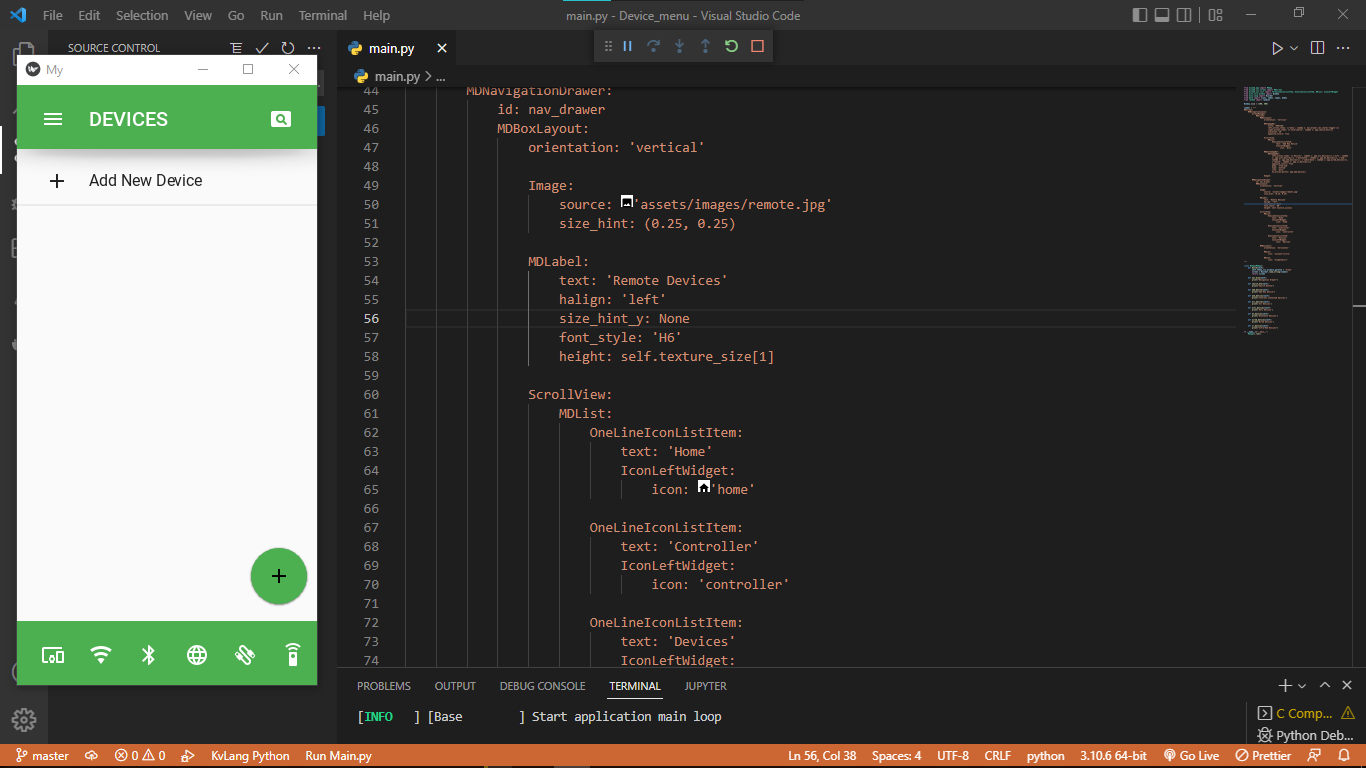 File Edit Selection View Go Run Terminal Help
main.py - Device_menu - Visual Studio Code
SOURCE CONTROL
main.py
main.py > ...
My
DEVICES
Add New Device
44 MDNavigationDrawer:
45 id: nav_drawer
46 MDBoxLayout:
47 orientation: 'vertical'
48
49 Image:
50 source: 'assets/images/remote.jpg'
51 size_hint: (0.25, 0.25)
52
53 MDLabel:
54 text: 'Remote Devices'
55 halign: 'left'
56 size_hint_y: None
57 font_style: 'H6'
58 height: self.texture_size[1]
59
60 ScrollView:
61 MDList:
62 OneLineIconListItem:
63 text: 'Home'
64 IconLeftWidget:
65 icon: 'home'
66
67 OneLineIconListItem:
68 text: 'Controller'
69 IconLeftWidget:
70 icon: 'controller'
71
72 OneLineIconListItem:
73 text: 'Devices'
74 IconLeftWidget:
PROBLEMS OUTPUT DEBUG CONSOLE TERMINAL JUPYTER
[INFO ] [Base ] Start application main loop
C Comp...
Python Deb...
master 0 0 KvLang Python Run Main.py Ln 56, Col 38 Spaces: 4 UTF-8 CRLF python 3.10.6 64-bit Go Live Prettier